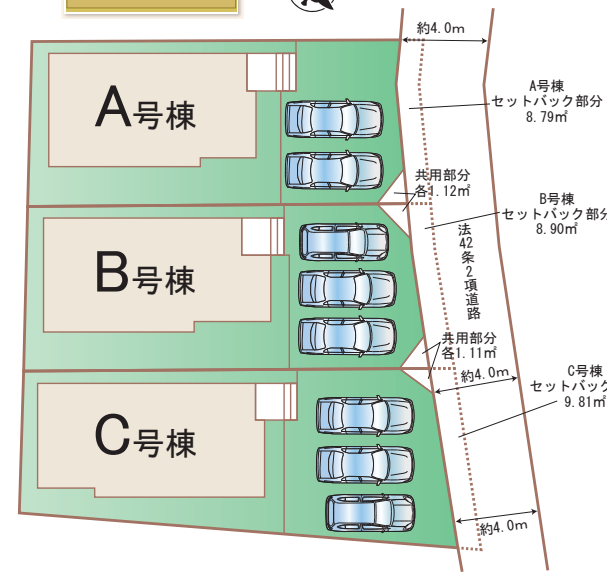 約4.0m
A号棟
A号棟
セットバック部分
8.79㎡
共用部分
各1.12㎡
B号棟
セットバック部分
8.90㎡
法42条2項道路
B号棟
共用部分
各1.11㎡
約4.0m
C号棟
セットバック
9.81㎡
C号棟
約4.0m